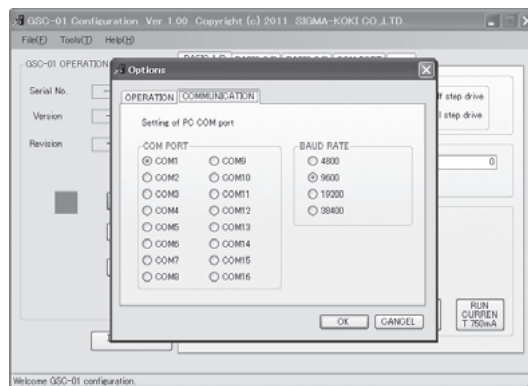 GSC-01 Configuration Ver 1.00 Copyright (c) 2011 SIGMA-KOKI CO.,LTD.
File(F) Tools(T) Help(H)
GSC-01 OPERATION
Serial No.
Version
Revision
Options
OPERATION COMMUNICATION
Setting of PC COM port
COM PORT
COM1 COM9
COM2 COM10
COM3 COM11
COM4 COM12
COM5 COM13
COM6 COM14
COM7 COM15
COM8 COM16
BAUD RATE
4800
9600
19200
38400
OK CANCEL
step drive
step drive
0
RUN
CURREN
T 750mA
Welcome GSC-01 configuration.